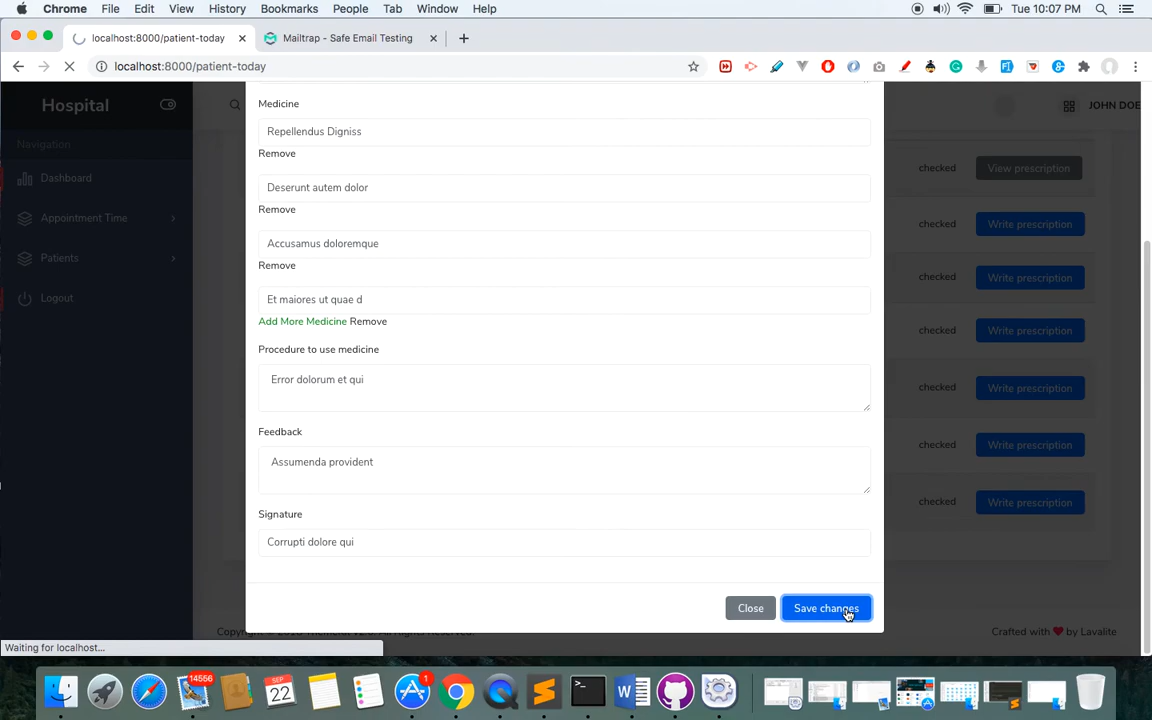 Chrome File Edit View History Bookmarks People Tab Window Help Tue 10:07 PM
localhost:8000/patient-today Mailtrap - Safe Email Testing
localhost:8000/patient-today
Hospital
JOHN DOE
Navigation
Dashboard
Appointment Time
Patients
Logout
Medicine
Repellendus Digniss
Remove
Deserunt autem dolor
Remove
Accusamus doloremque
Remove
Et maiores ut quae d
Add More Medicine Remove
Procedure to use medicine
Error dolorum et qui
Feedback
Assumenda provident
Signature
Corrupti dolore qui
Close Save changes
checked View prescription
checked Write prescription
checked Write prescription
checked Write prescription
checked Write prescription
checked Write prescription
checked Write prescription
Crafted with ❤ by Lavalite
Waiting for localhost...
14556
1
SEP
22